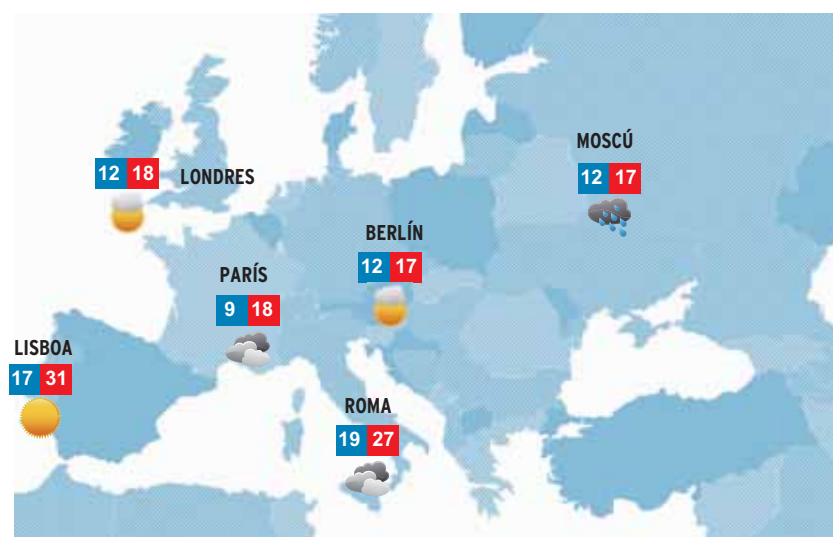 MOSCÚ
12 17
LONDRES
12 18
BERLÍN
12 17
PARÍS
9 18
LISBOA
17 31
ROMA
19 27